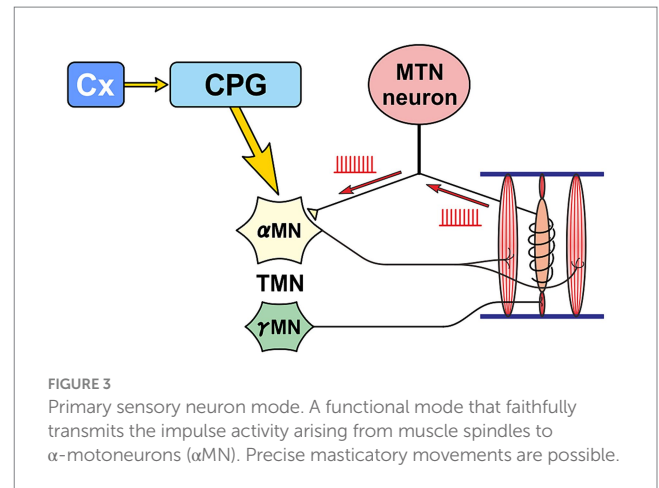 Cx
CPG
MTN
neuron
αMN
TMN
γMN
FIGURE 3
Primary sensory neuron mode. A functional mode that faithfully
transmits the impulse activity arising from muscle spindles to
α-motoneurons (αMN). Precise masticatory movements are possible.